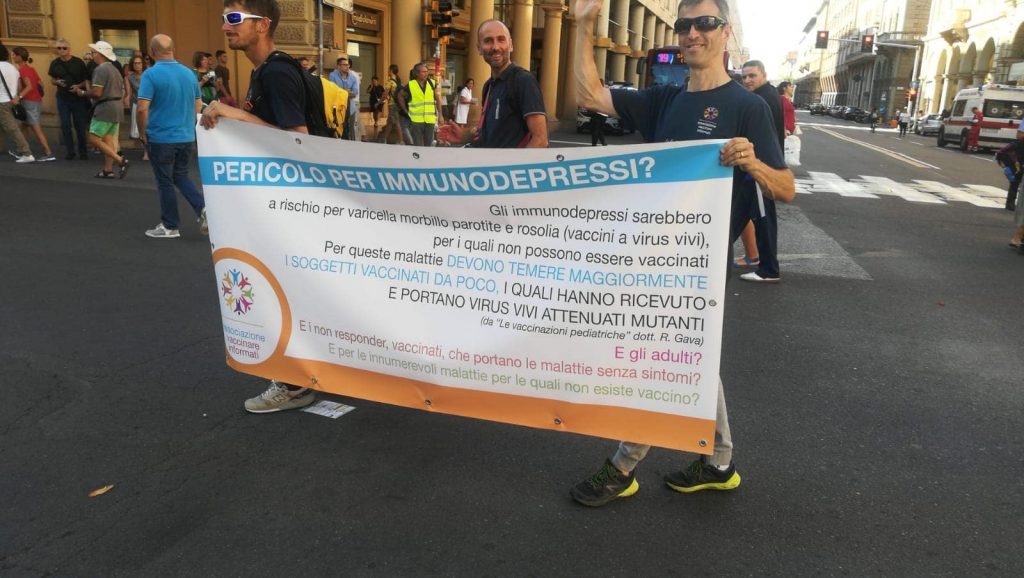 PERICOLO PER IMMUNODEPRESSI?
Gli immunodepressi sarebbero
a rischio per varicella morbillo parotite e rosolia (vaccini a virus vivi),
per i quali non possono essere vaccinati
Per queste malattie DEVONO TEMERE MAGGIORMENTE
I SOGGETTI VACCINATI DA POCO, I QUALI HANNO RICEVUTO
E PORTANO VIRUS VIVI ATTENUATI MUTANTI
(da "Le vaccinazioni pediatriche" dott. R. Gava)
E gli adulti?
E i non responder, vaccinati, che portano le malattie senza sintomi?
E per le innumerevoli malattie per le quali non esiste vaccino?
associazione
vaccinare
informati